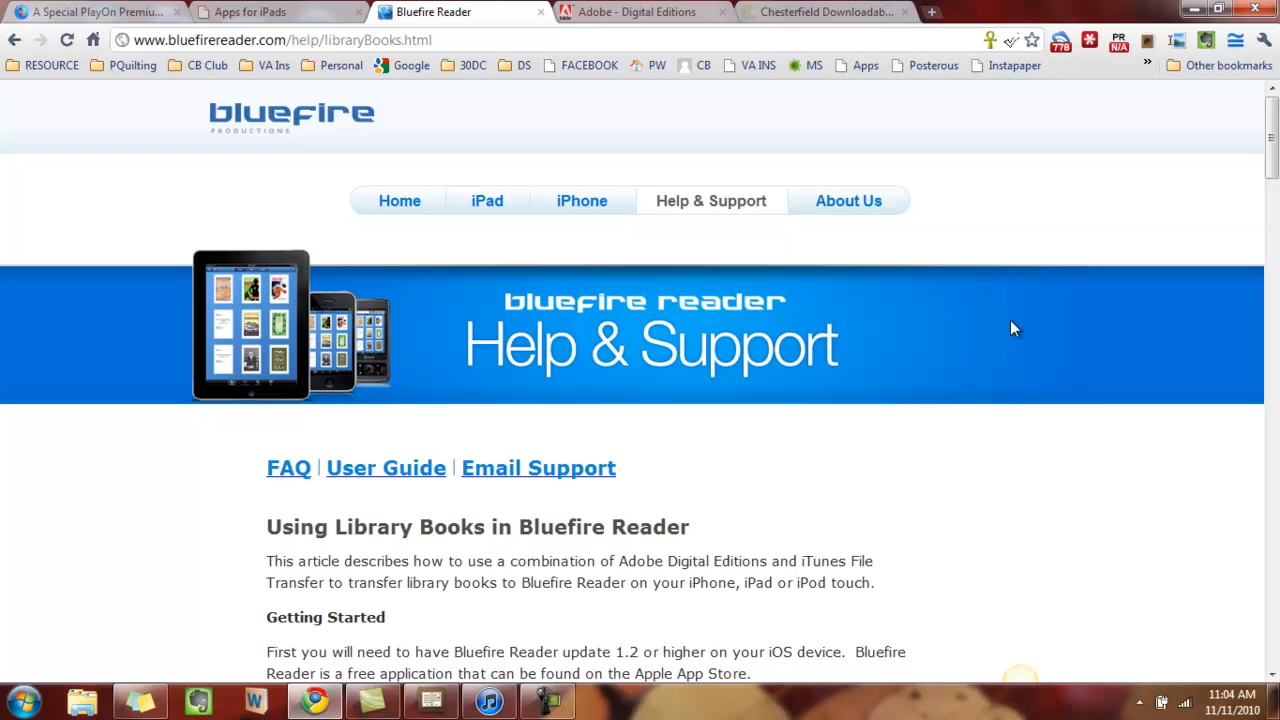 A Special PlayOn Premiu...
Apps for iPads
Bluefire Reader
Adobe - Digital Editions
Chesterfield Downloadab...
www.bluefirereader.com/help/libraryBooks.html
778
PR
N/A
RESOURCE
PQuilting
CB Club
VA Ins
Personal
Google
30DC
DS
FACEBOOK
PW
CB
VA INS
MS
Apps
Posterous
Instapaper
»
Other bookmarks
bluefire
PRODUCTIONS
Home
iPad
iPhone
Help & Support
About Us
bluefire reader
Help & Support
FAQ | User Guide | Email Support
Using Library Books in Bluefire Reader
This article describes how to use a combination of Adobe Digital Editions and iTunes File
Transfer to transfer library books to Bluefire Reader on your iPhone, iPad or iPod touch.
Getting Started
First you will need to have Bluefire Reader update 1.2 or higher on your iOS device. Bluefire
Reader is a free application that can be found on the Apple App Store.
11:04 AM
11/11/2010